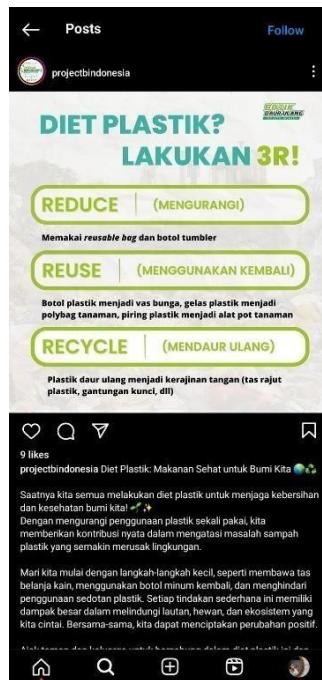 Posts
Follow
projectbindonesia
DIET PLASTIK?
LAKUKAN 3R!
REDUCE (MENGURANGI)
Memakai reusable bag dan botol tumbler
REUSE (MENGGUNAKAN KEMBALI)
Botol plastik menjadi vas bunga, gelas plastik menjadi
polybag tanaman, piring plastik menjadi alat pot tanaman
RECYCLE (MENDAUR ULANG)
Plastik daur ulang menjadi kerajinan tangan (tas rajut
plastik, gantungan kunci, dll)
9 likes
projectbindonesia Diet Plastik: Makanan Sehat untuk Bumi Kita 🌏♻️
Saatnya kita semua melakukan diet plastik untuk menjaga kebersihan
dan kesehatan bumi kita! 🌱✨
Dengan mengurangi penggunaan plastik sekali pakai, kita
memberikan kontribusi nyata dalam mengatasi masalah sampah
plastik yang semakin merusak lingkungan.
Mari kita mulai dengan langkah-langkah kecil, seperti membawa tas
belanja kain, menggunakan botol minum kembali, dan menghindari
penggunaan sedotan plastik. Setiap tindakan sederhana ini memiliki
dampak besar dalam melindungi lautan, hewan, dan ekosistem yang
kita cintai. Bersama-sama, kita dapat menciptakan perubahan positif.